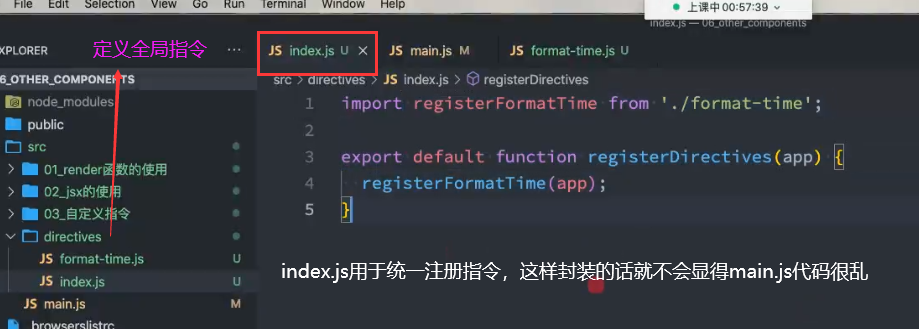 File Edit Selection View Go Run Terminal Window Help
上课中 00:57:39
index.js — 06_other_components
EXPLORER
定义全局指令
...
JS index.js U ×
JS main.js M
JS format-time.js U
6_OTHER_COMPONENTS
src > directives > JS index.js > registerDirectives
node_modules
public
src
01_render函数的使用
02_jsx的使用
03_自定义指令
directives
JS format-time.js U
JS index.js U
JS main.js M
.browserslistrc
1 import registerFormatTime from './format-time';
2
3 export default function registerDirectives(app) {
4 registerFormatTime(app);
5 }
index.js用于统一注册指令，这样封装的话就不会显得main.js代码很乱